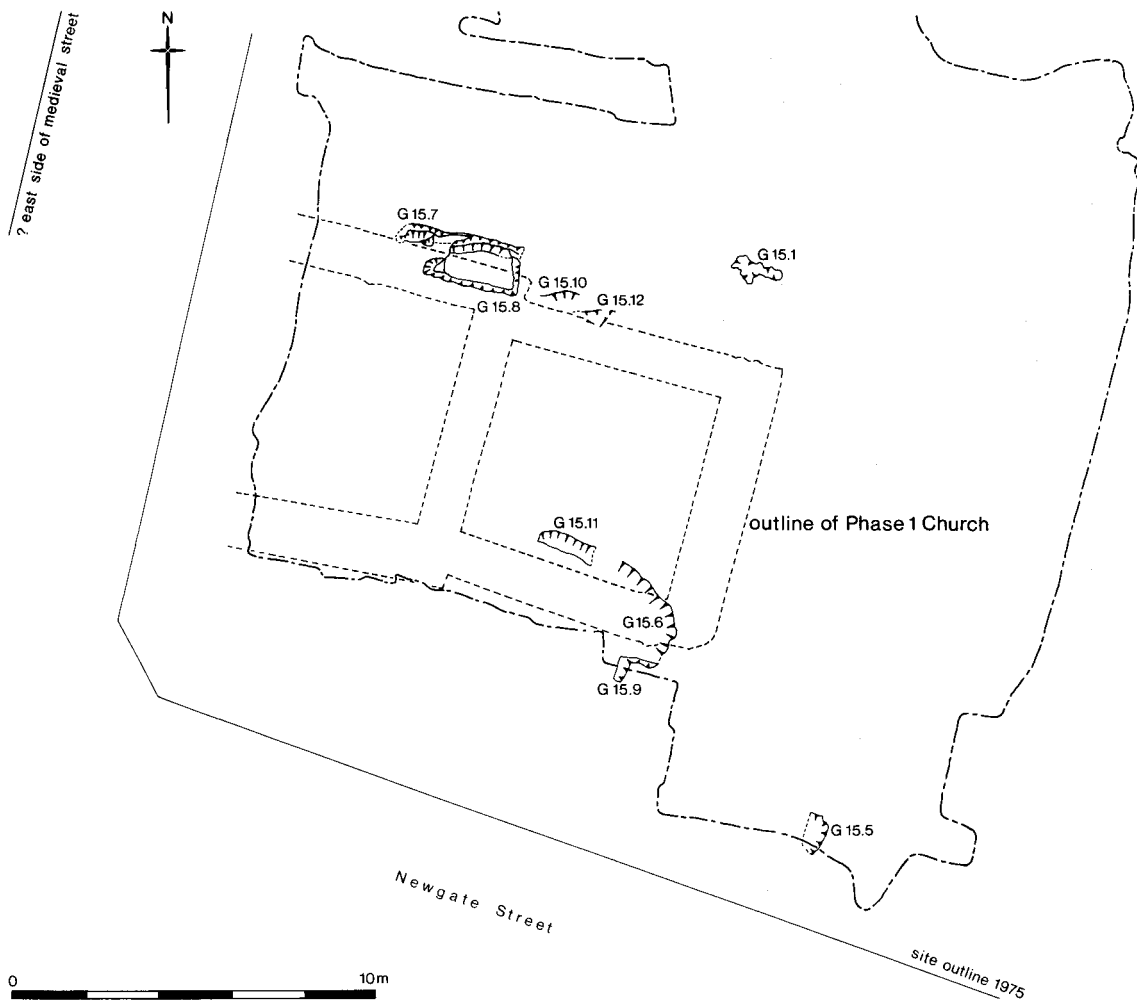 N
? east side of medieval street
G 15.7
G 15.1
G 15.10
G 15.12
G 15.8
outline of Phase 1 Church
G 15.11
G 15.6
G 15.9
G 15.5
Newgate Street
site outline 1975
0 10m